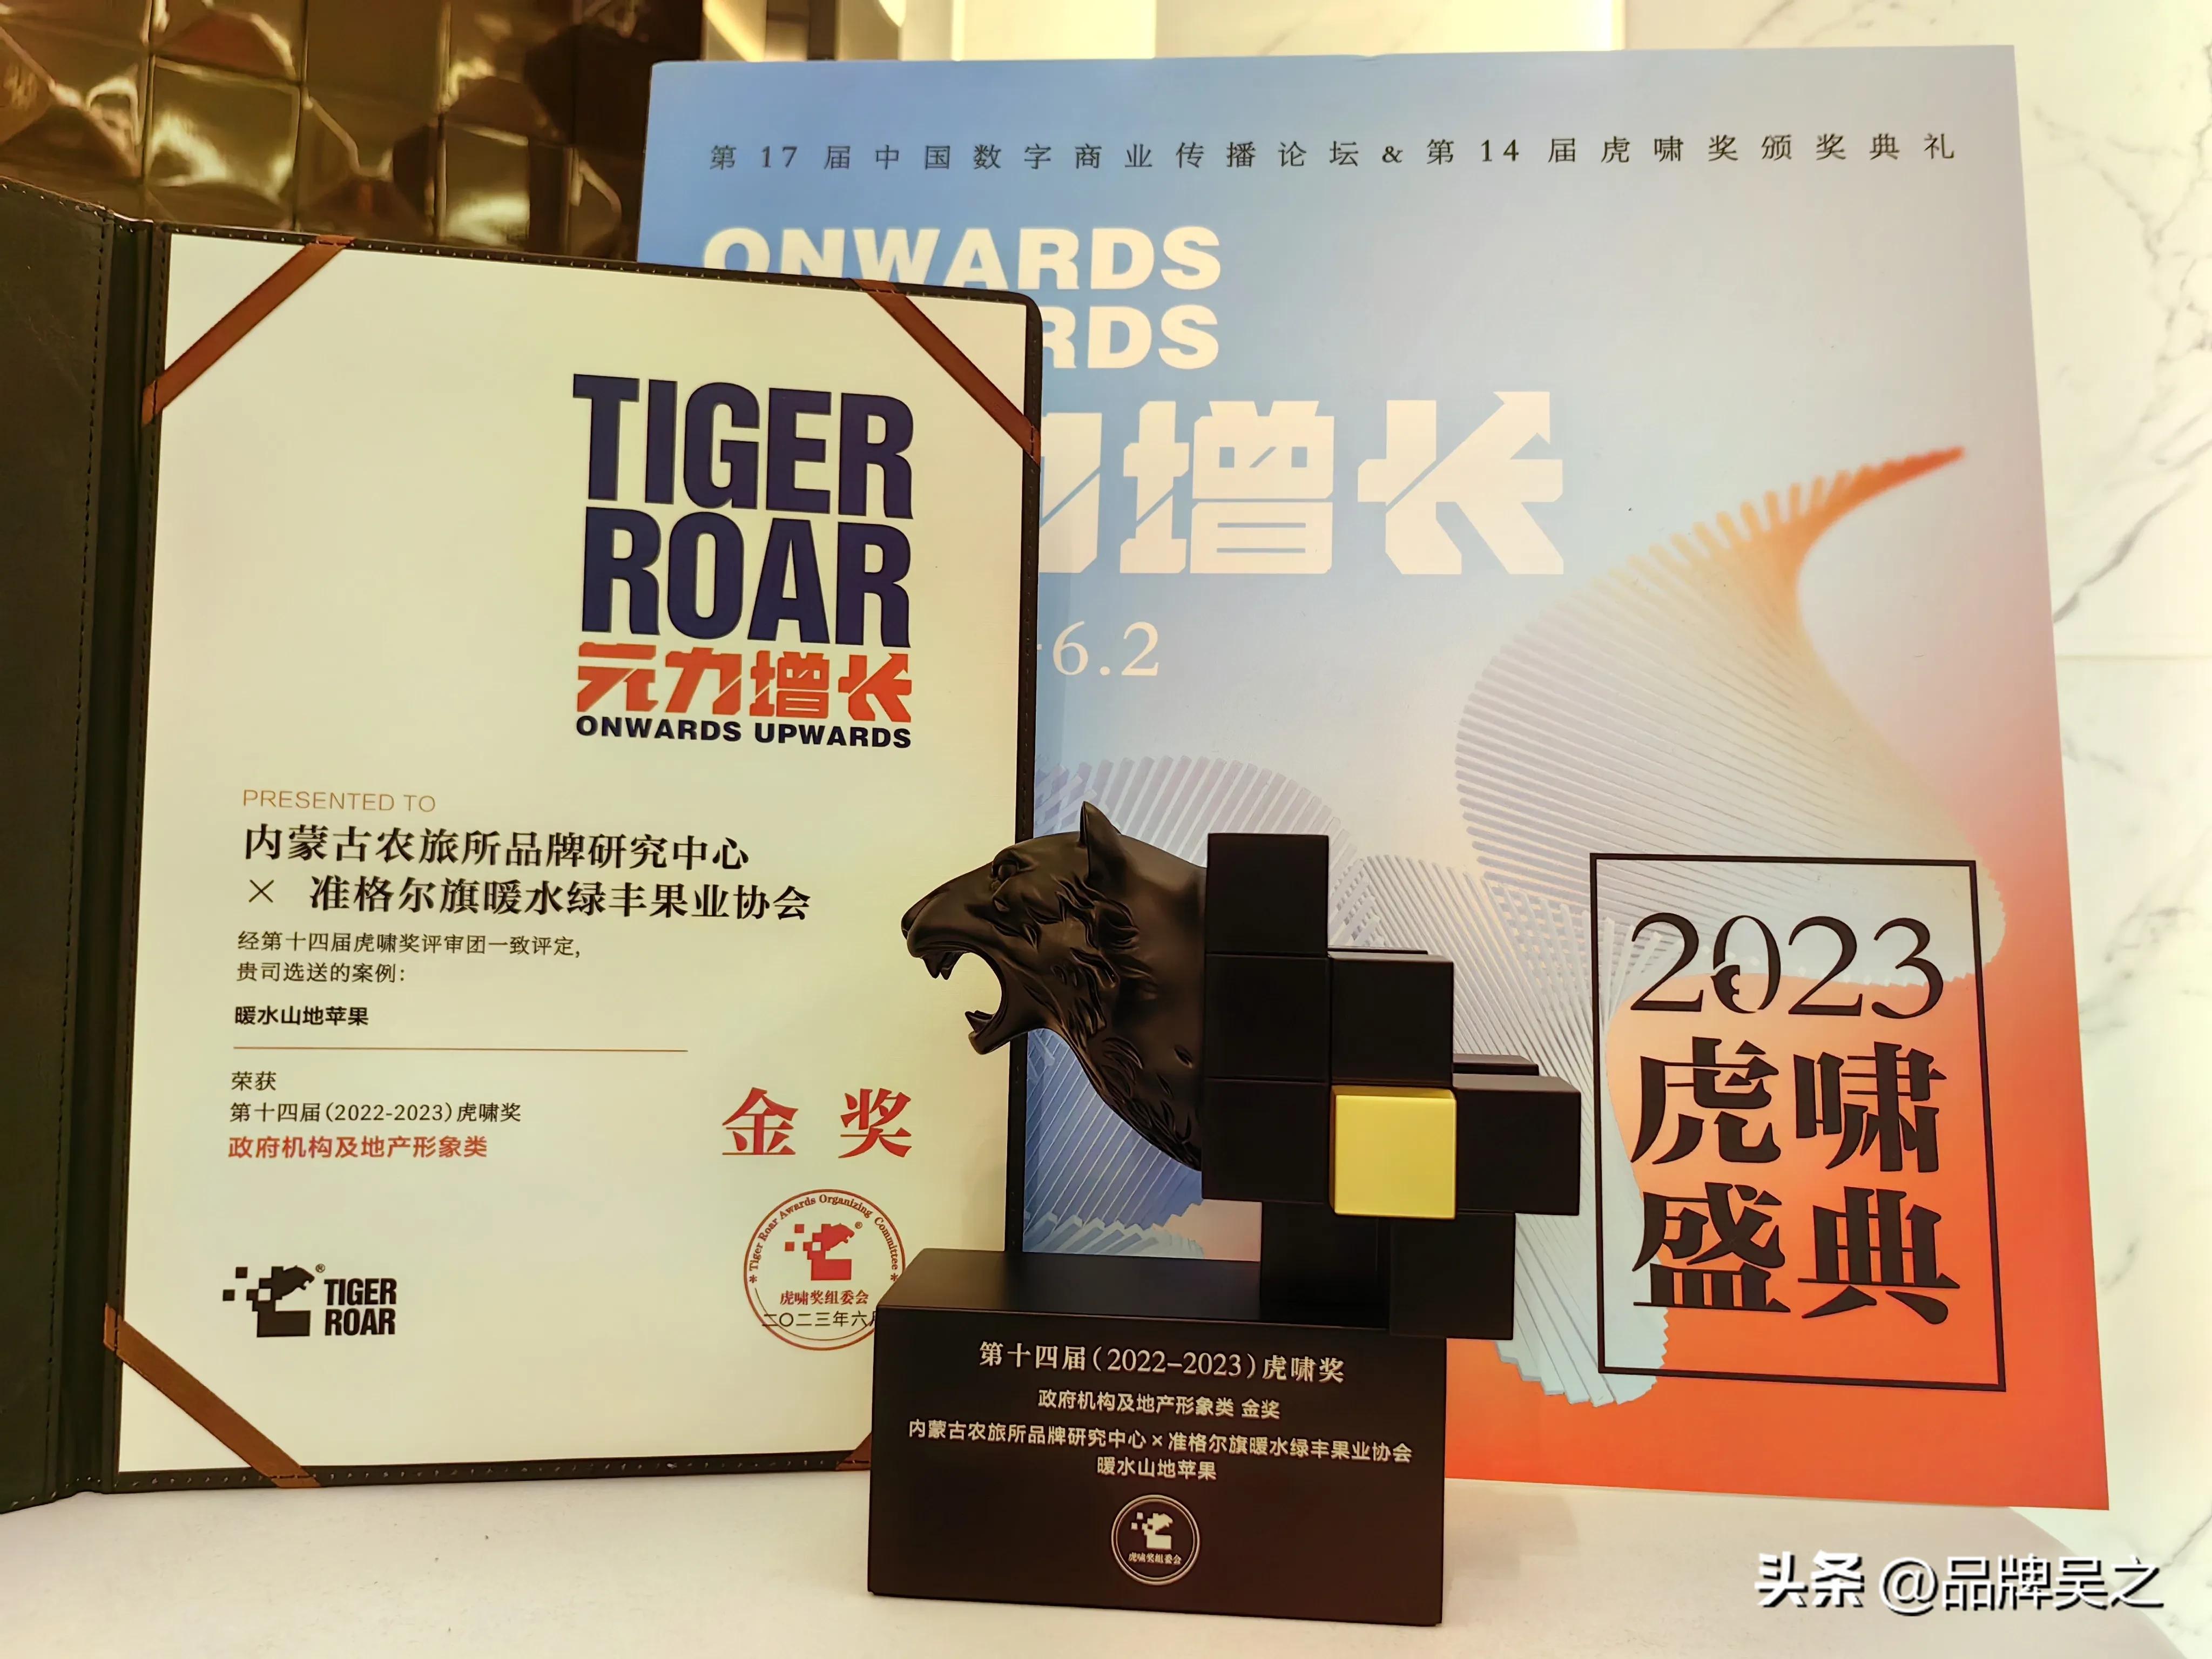 第17届中国数字商业传播论坛&第14届虎啸奖颁奖典礼
ONWARDS
RDS
增长
6.2
2023
虎啸
盛典
TIGER
ROAR
元力增长
ONWARDS UPWARDS
PRESENTED TO
内蒙古农旅所品牌研究中心
× 准格尔旗暖水绿丰果业协会
经第十四届虎啸奖评审团一致评定,
贵司选送的案例:
暖水山地苹果
荣获
第十四届(2022-2023)虎啸奖
政府机构及地产形象类
金奖
Tiger Roar Awards Organizing Committee
虎啸奖组委会
二〇二三年六
TIGER
ROAR
第十四届(2022-2023)虎啸奖
政府机构及地产形象类 金奖
内蒙古农旅所品牌研究中心×准格尔旗暖水绿丰果业协会
暖水山地苹果
虎啸奖组委会
头条 @品牌吴之